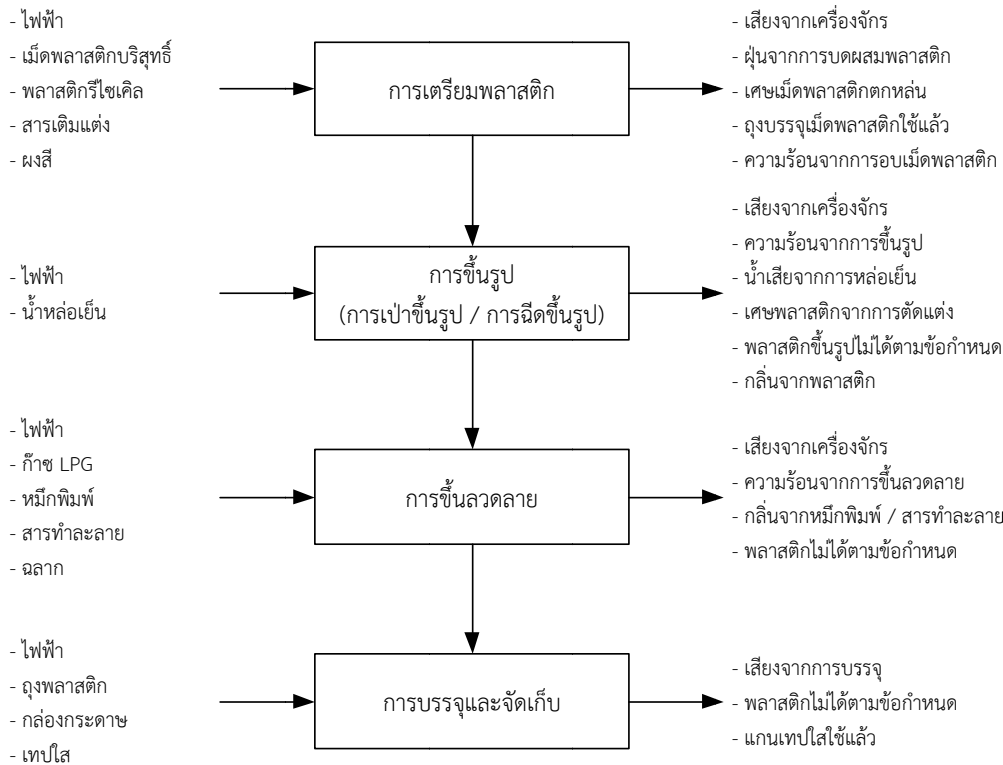 - ไฟฟ้า
- เม็ดพลาสติกบริสุทธิ์
- พลาสติกรีไซเคิล
- สารเติมแต่ง
- ผงสี
การเตรียมพลาสติก
- เสียงจากเครื่องจักร
- ฝุ่นจากการบดผสมพลาสติก
- เศษเม็ดพลาสติกตกหล่น
- ถุงบรรจุเม็ดพลาสติกใช้แล้ว
- ความร้อนจากการอบเม็ดพลาสติก
- ไฟฟ้า
- น้ำหล่อเย็น
การขึ้นรูป
(การเป่าขึ้นรูป / การฉีดขึ้นรูป)
- เสียงจากเครื่องจักร
- ความร้อนจากการขึ้นรูป
- น้ำเสียจากการหล่อเย็น
- เศษพลาสติกจากการตัดแต่ง
- พลาสติกขึ้นรูปไม่ได้ตามข้อกำหนด
- กลิ่นจากพลาสติก
- ไฟฟ้า
- ก๊าซ LPG
- หมึกพิมพ์
- สารทำละลาย
- ฉลาก
การขึ้นลวดลาย
- เสียงจากเครื่องจักร
- ความร้อนจากการขึ้นลวดลาย
- กลิ่นจากหมึกพิมพ์ / สารทำละลาย
- พลาสติกไม่ได้ตามข้อกำหนด
- ไฟฟ้า
- ถุงพลาสติก
- กล่องกระดาษ
- เทปใส
การบรรจุและจัดเก็บ
- เสียงจากการบรรจุ
- พลาสติกไม่ได้ตามข้อกำหนด
- แกนเทปใสใช้แล้ว